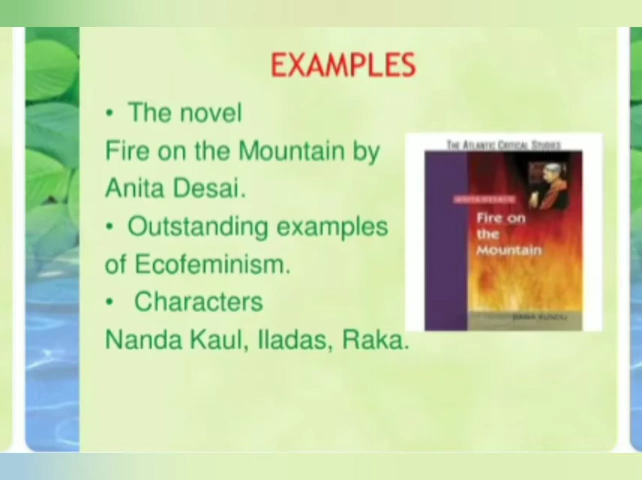 EXAMPLES
• The novel
Fire on the Mountain by
Anita Desai.
• Outstanding examples
of Ecofeminism.
• Characters
Nanda Kaul, Iladas, Raka.
THE ATLANTIC CRITICAL STUDIES
Fire on
the
Mountain